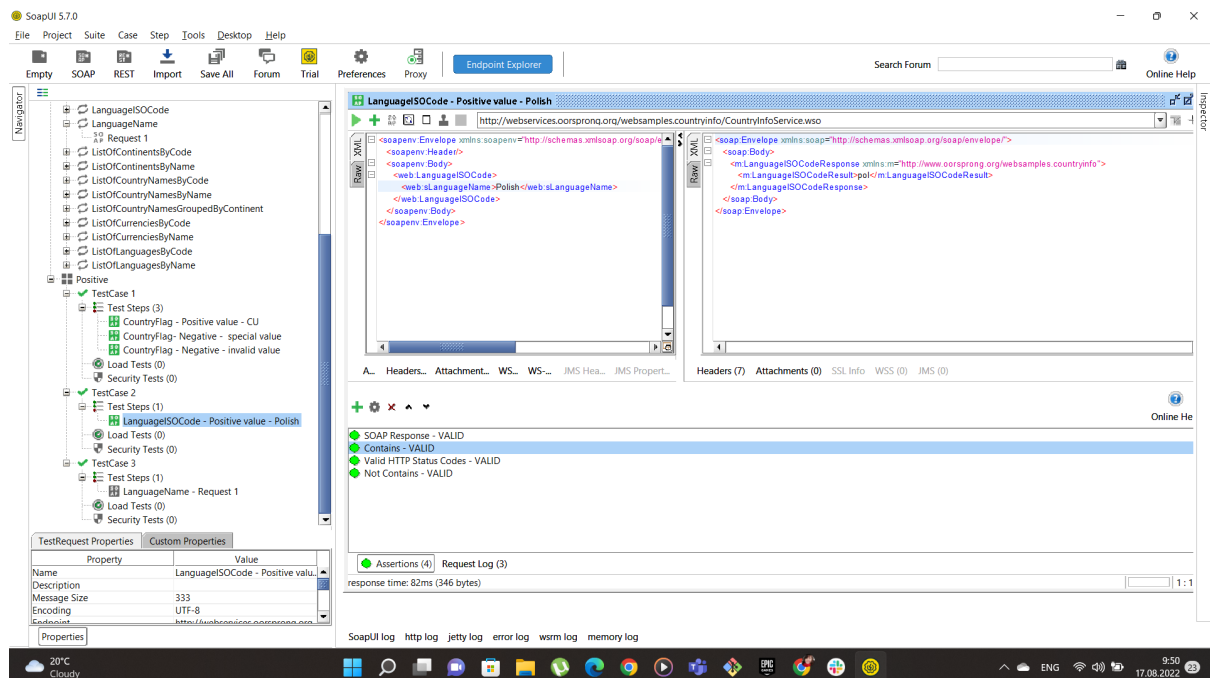 SoapUI 5.7.0
File Project Suite Case Step Tools Desktop Help
Empty SOAP REST Import Save All Forum Trial Preferences Proxy Endpoint Explorer Search Forum Online Help
Navigator
LanguageISOCode
LanguageName
Request 1
ListOfContinentsByCode
ListOfContinentsByName
ListOfCountryNamesByCode
ListOfCountryNamesByName
ListOfCountryNamesGroupedByContinent
ListOfCurrenciesByCode
ListOfCurrenciesByName
ListOfLanguagesByCode
ListOfLanguagesByName
Positive
TestCase 1
Test Steps (3)
CountryFlag - Positive value - CU
CountryFlag- Negative - special value
CountryFlag - Negative - invalid value
Load Tests (0)
Security Tests (0)
TestCase 2
Test Steps (1)
LanguageISOCode - Positive value - Polish
Load Tests (0)
Security Tests (0)
TestCase 3
Test Steps (1)
LanguageName - Request 1
Load Tests (0)
Security Tests (0)
TestRequest Properties Custom Properties
Property Value
Name LanguageISOCode - Positive valu...
Description
Message Size 333
Encoding UTF-8
Endpoint http://webservices.oorsprong.org
Properties
LanguageISOCode - Positive value - Polish
http://webservices.oorsprong.org/websamples.countryinfo/CountryInfoService.wso
XML
Raw
<soapenv:Envelope xmlns:soapenv="http://schemas.xmlsoap.org/soap/e
<soapenv:Header/>
<soapenv:Body>
<web:LanguageISOCode>
<web:sLanguageName>Polish</web:sLanguageName>
</web:LanguageISOCode>
</soapenv:Body>
</soapenv:Envelope>
A... Headers... Attachment... WS... WS-... JMS Hea... JMS Propert...
XML
Raw
<soap:Envelope xmlns:soap="http://schemas.xmlsoap.org/soap/envelope/">
<soap:Body>
<m:LanguageISOCodeResponse xmlns:m="http://www.oorsprong.org/websamples.countryinfo">
<m:LanguageISOCodeResult>pol</m:LanguageISOCodeResult>
</m:LanguageISOCodeResponse>
</soap:Body>
</soap:Envelope>
Headers (7) Attachments (0) SSL Info WSS (0) JMS (0)
Inspector
Online He
SOAP Response - VALID
Contains - VALID
Valid HTTP Status Codes - VALID
Not Contains - VALID
Assertions (4) Request Log (3)
response time: 82ms (346 bytes) 1 : 1
SoapUI log http log jetty log error log wsrm log memory log
20°C
Cloudy
EPIC GAMES
ENG
9:50
17.08.2022
23